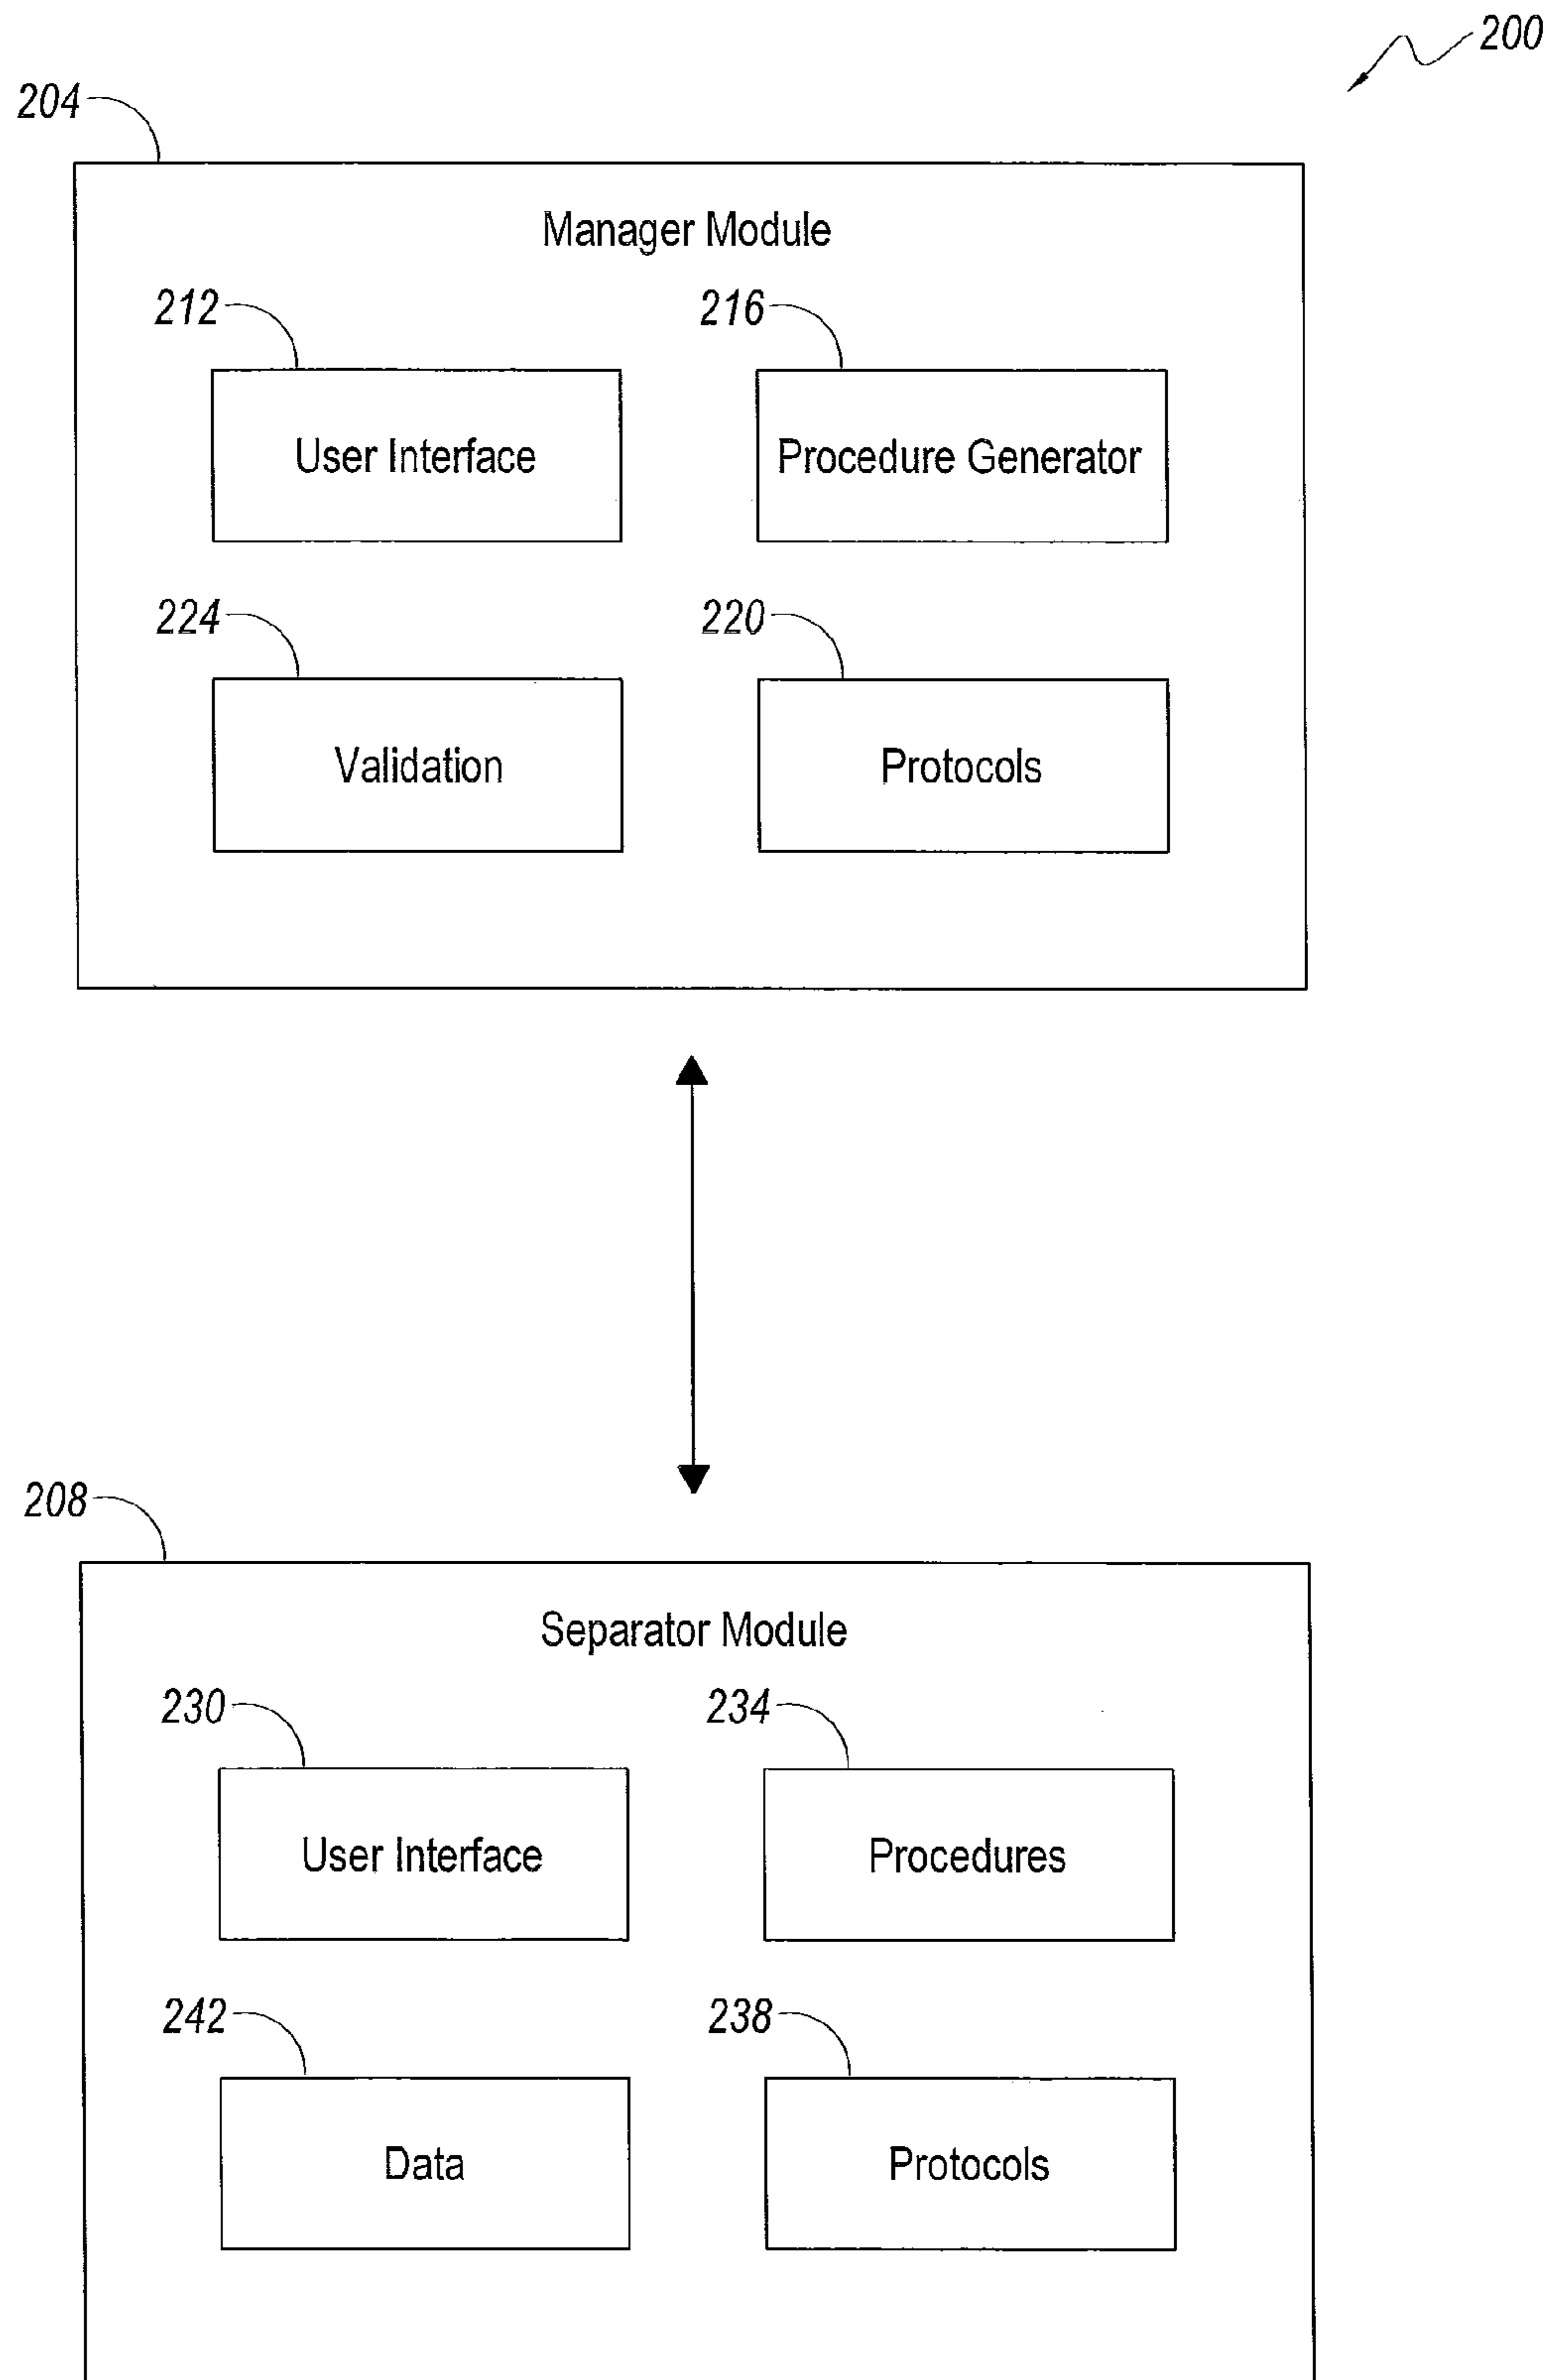 200
204
Manager Module
212
216
User Interface
Procedure Generator
224
220
Validation
Protocols
208
Separator Module
230
234
User Interface
Procedures
242
238
Data
Protocols